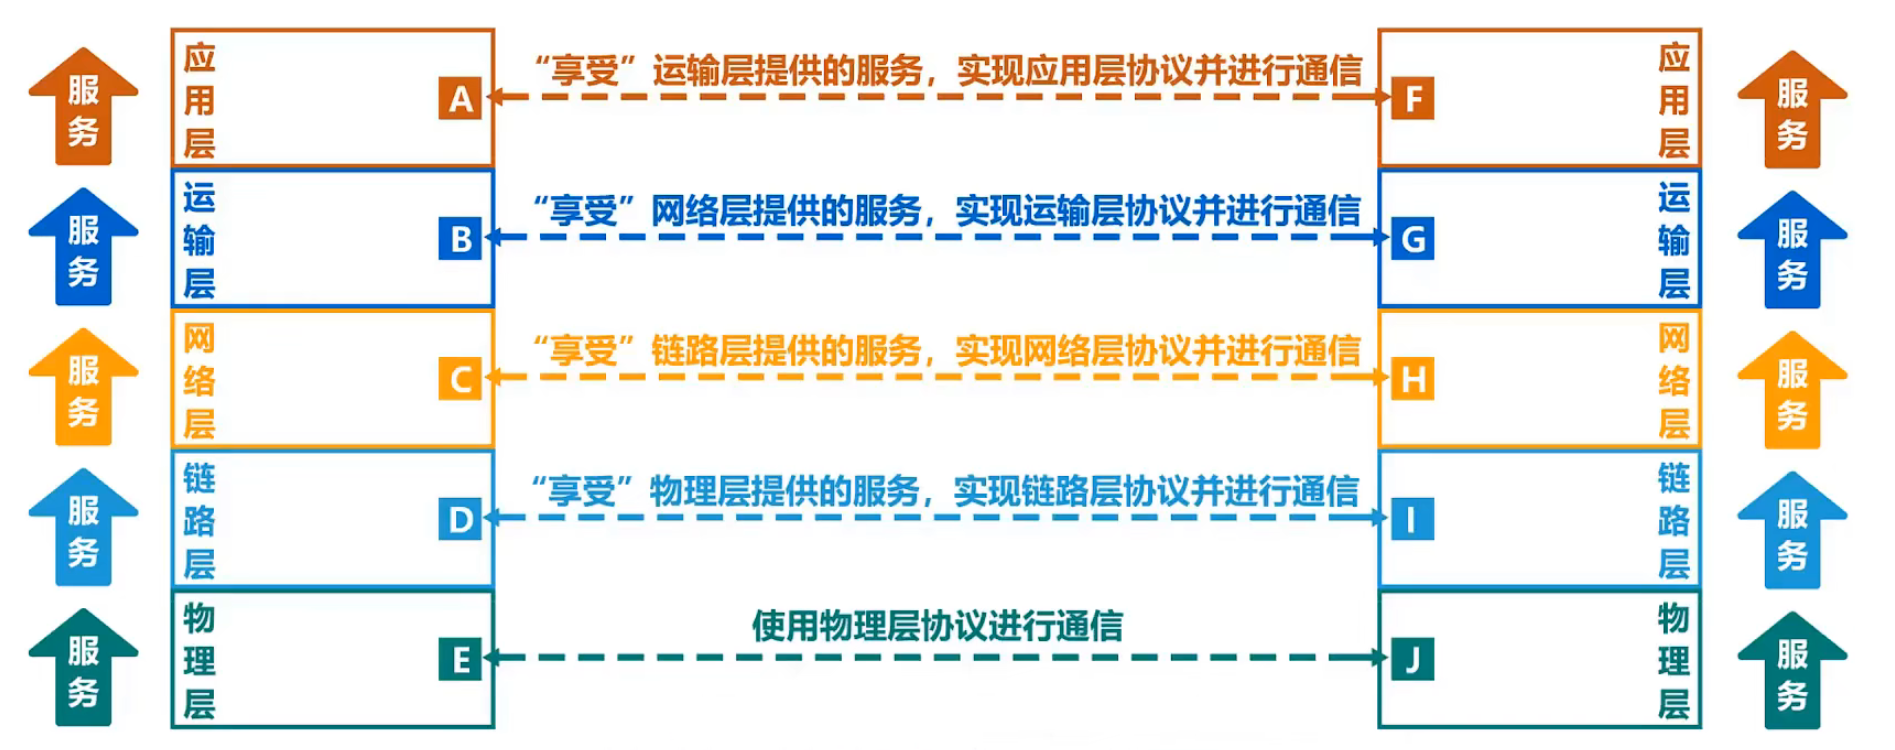 服务
应用层
A
“享受”运输层提供的服务，实现应用层协议并进行通信
F
应用层
服务
服务
运输层
B
“享受”网络层提供的服务，实现运输层协议并进行通信
G
运输层
服务
服务
网络层
C
“享受”链路层提供的服务，实现网络层协议并进行通信
H
网络层
服务
服务
链路层
D
“享受”物理层提供的服务，实现链路层协议并进行通信
I
链路层
服务
服务
物理层
E
使用物理层协议进行通信
J
物理层
服务